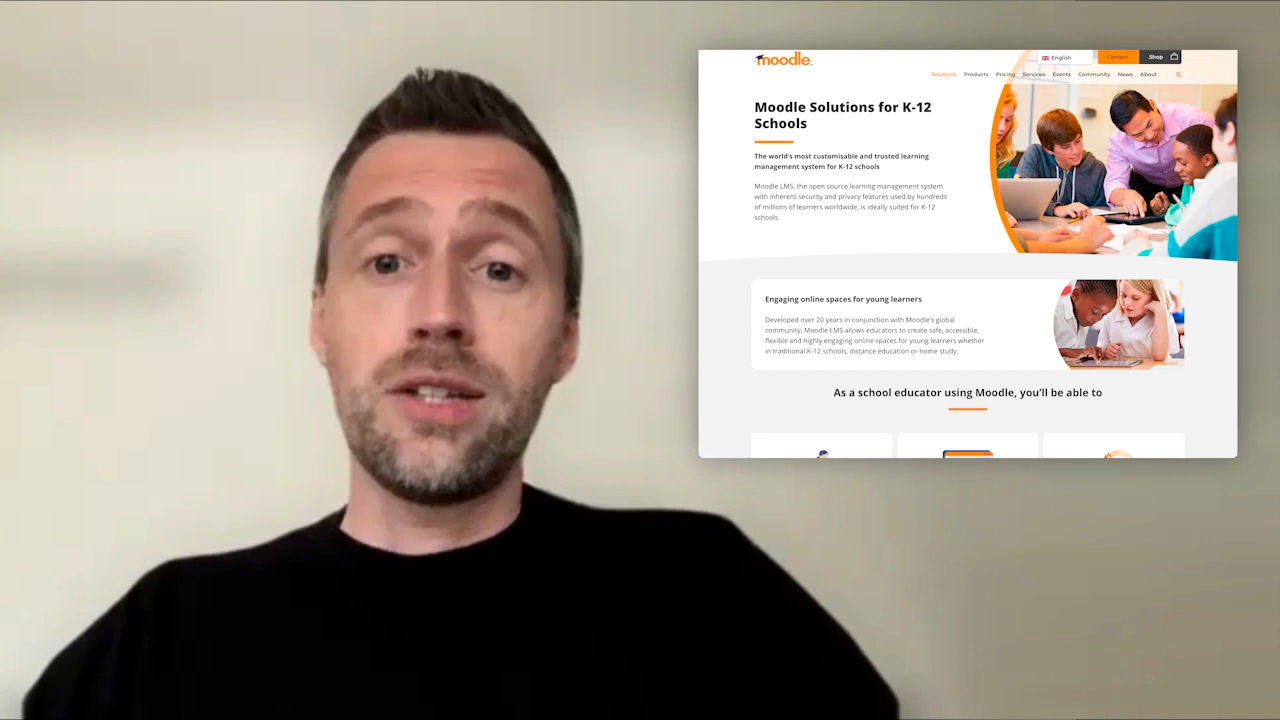 moodle
English
Contact
Shop
Solutions
Products
Pricing
Services
Events
Community
News
About
Moodle Solutions for K-12
Schools
The world's most customisable and trusted learning
management system for K-12 schools
Moodle LMS, the open source learning management system
with inherent security and privacy features used by hundreds
of millions of learners worldwide, is ideally suited for K-12
schools.
Engaging online spaces for young learners
Developed over 20 years in conjunction with Moodle's global
community, Moodle LMS allows educators to create safe, accessible,
flexible and highly engaging online spaces for young learners whether
in traditional K-12 schools, distance education or home study.
As a school educator using Moodle, you'll be able to